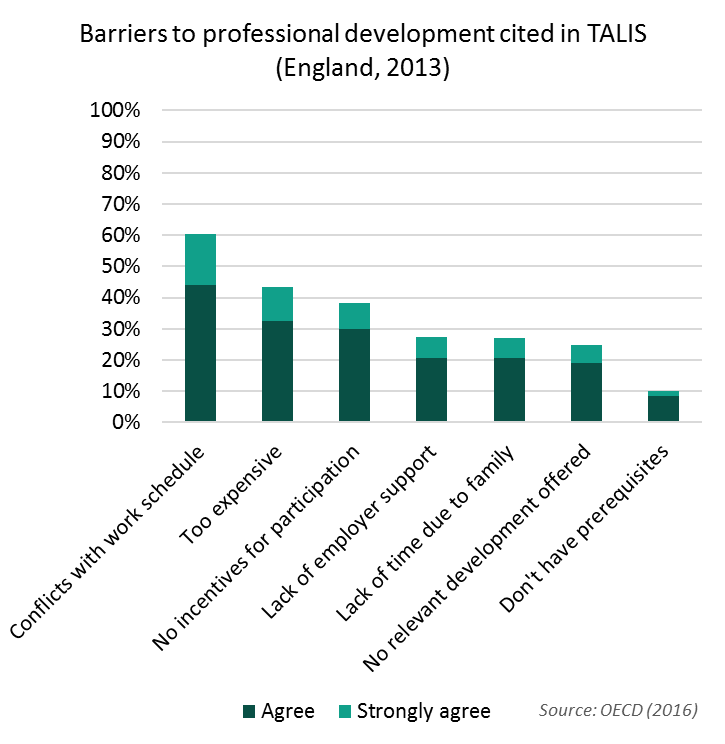 Barriers to professional development cited in TALIS
(England, 2013)
100%
90%
80%
70%
60%
50%
40%
30%
20%
10%
0%
Conflicts with work schedule
Too expensive
No incentives for participation
Lack of employer support
Lack of time due to family
No relevant development offered
Don't have prerequisites
Agree
Strongly agree
Source: OECD (2016)